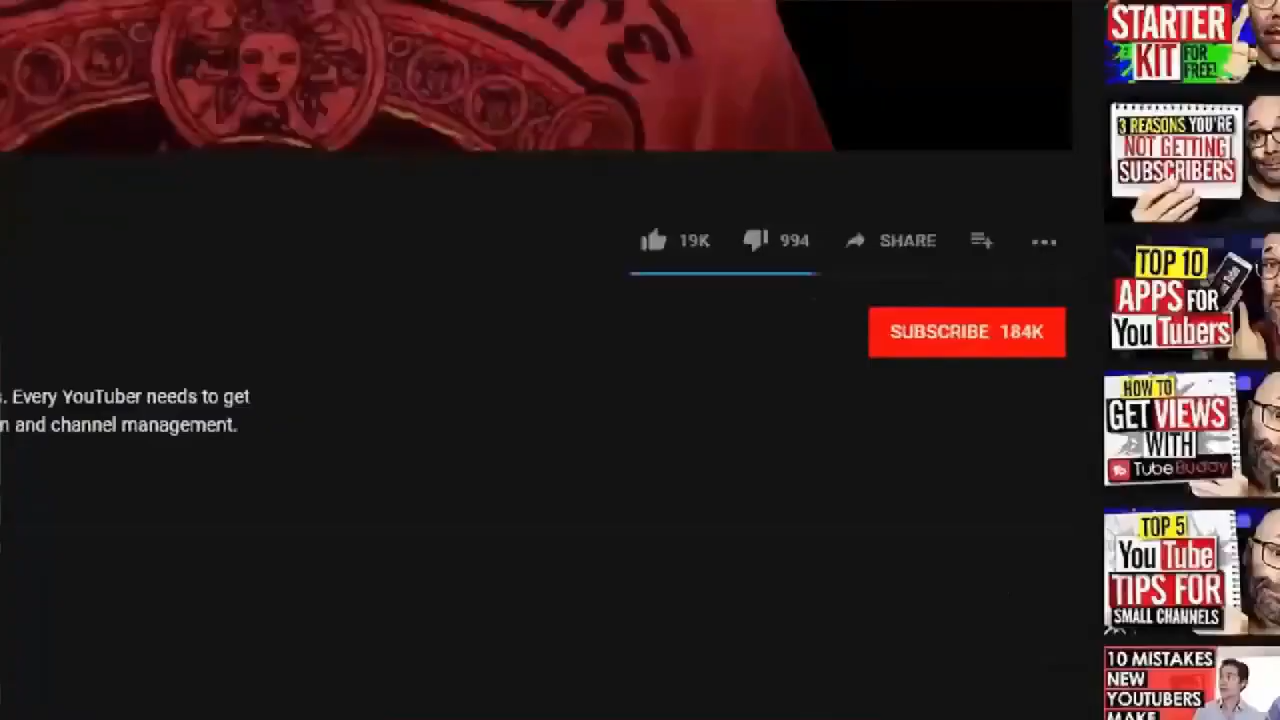 STARTER
KIT FOR FREE!
3 REASONS YOU'RE
NOT GETTING
SUBSCRIBERS
19K 994 SHARE
TOP 10
APPS FOR
YouTubers
SUBSCRIBE 184K
. Every YouTuber needs to get
and channel management.
HOW TO
GET VIEWS
WITH
TubeBuddy
TOP 5
YouTube
TIPS FOR
SMALL CHANNELS
10 MISTAKES
NEW
YOUTUBERS
MAKE